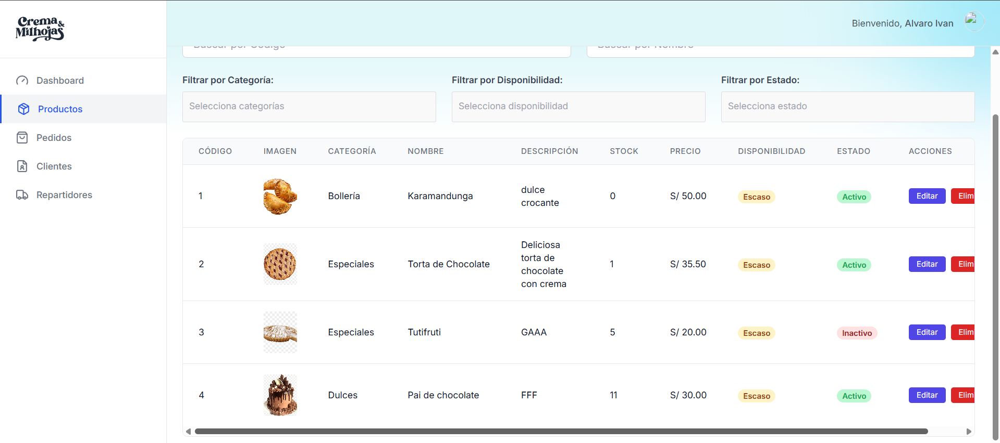 Crema&
Milhojas
Bienvenido, Alvaro Ivan
Buscar por Código
Buscar por Nombre
Dashboard
Productos
Pedidos
Clientes
Repartidores
Filtrar por Categoría:
Filtrar por Disponibilidad:
Filtrar por Estado:
Selecciona categorías
Selecciona disponibilidad
Selecciona estado
CÓDIGO IMAGEN CATEGORÍA NOMBRE DESCRIPCIÓN STOCK PRECIO DISPONIBILIDAD ESTADO ACCIONES
1 Bollería Karamandunga dulce
crocante 0 S/ 50.00 Escaso Activo Editar Elim
2 Especiales Torta de Chocolate Deliciosa
torta de
chocolate
con crema 1 S/ 35.50 Escaso Activo Editar Elim
3 Especiales Tutifruti GAAA 5 S/ 20.00 Escaso Inactivo Editar Elim
4 Dulces Pai de chocolate FFF 11 S/ 30.00 Escaso Activo Editar Elim